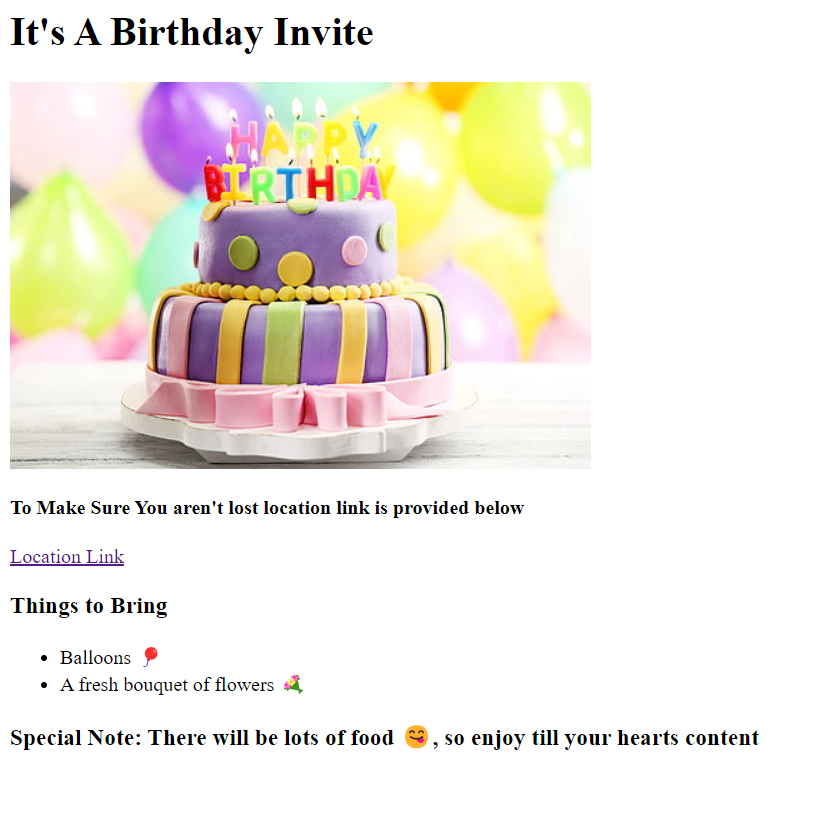 It's A Birthday Invite
HAPPY
BIRTHDAY
To Make Sure You aren't lost location link is provided below
Location Link
Things to Bring
Balloons 🎈
A fresh bouquet of flowers 💐
Special Note: There will be lots of food 😋, so enjoy till your hearts content